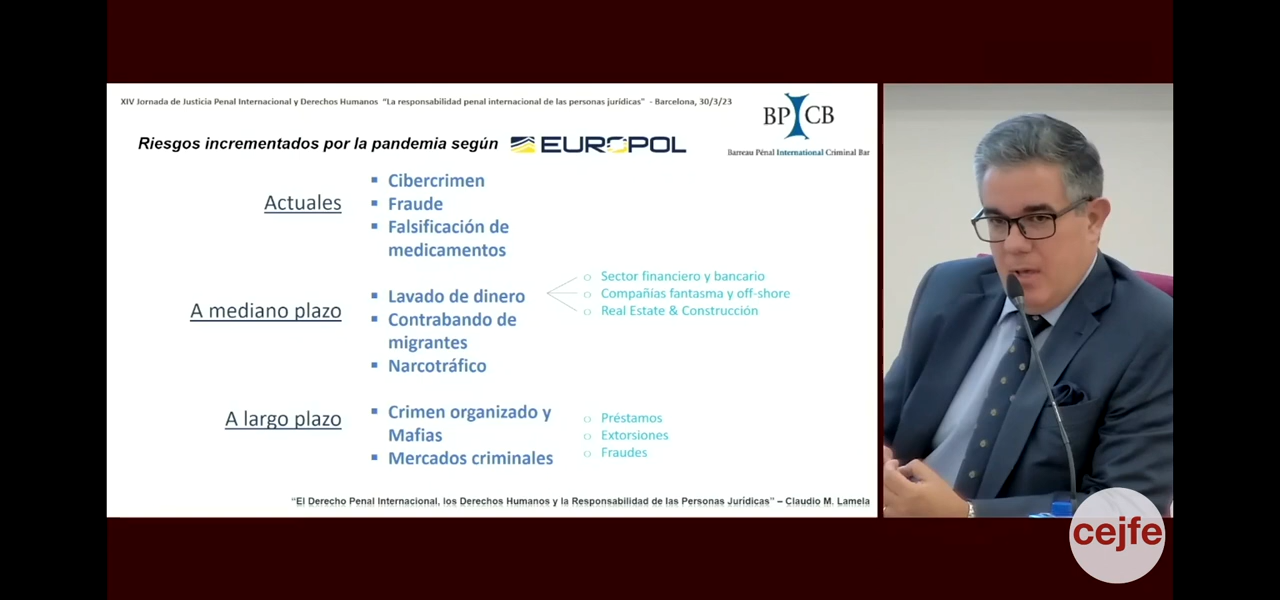 XIV Jornada de Justicia Penal Internacional y Derechos Humanos "La responsabilidad penal internacional de las personas jurídicas" - Barcelona, 30/3/23
BPICB
Barreau Pénal International Criminal Bar
Riesgos incrementados por la pandemia según EUROPOL
Actuales
▪ Cibercrimen
▪ Fraude
▪ Falsificación de
medicamentos
A mediano plazo
▪ Lavado de dinero
▪ Contrabando de
migrantes
▪ Narcotráfico
o Sector financiero y bancario
o Compañías fantasma y off-shore
o Real Estate & Construcción
A largo plazo
▪ Crimen organizado y
Mafias
▪ Mercados criminales
o Préstamos
o Extorsiones
o Fraudes
"El Derecho Penal Internacional, los Derechos Humanos y la Responsabilidad de las Personas Jurídicas" – Claudio M. Lamela
cejfe